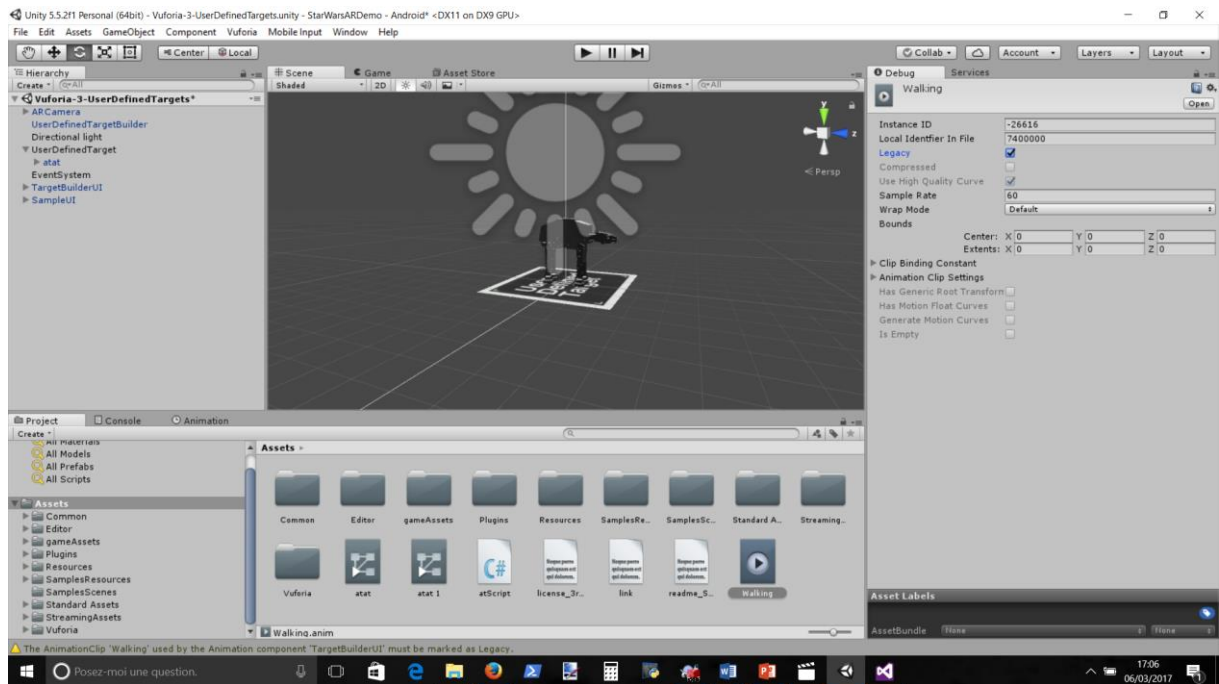 Unity 5.5.2f1 Personal (64bit) - Vuforia-3-UserDefinedTargets.unity - StarWarsARDemo - Android* <DX11 on DX9 GPU>
File Edit Assets GameObject Component Vuforia Mobile Input Window Help
Center Local Collab Account Layers Layout
Hierarchy
Create All
Vuforia-3-UserDefinedTargets*
ARCamera
UserDefinedTargetBuilder
Directional light
UserDefinedTarget
atat
EventSystem
TargetBuilderUI
SampleUI
Scene Game Asset Store
Shaded 2D Gizmos All
y
z
Persp
User
Defined
Target
Debug Services
Walking
Open
Instance ID -26616
Local Identfier In File 7400000
Legacy
Compressed
Use High Quality Curve
Sample Rate 60
Wrap Mode Default
Bounds
Center: X 0 Y 0 Z 0
Extents: X 0 Y 0 Z 0
Clip Binding Constant
Animation Clip Settings
Has Generic Root Transform
Has Motion Float Curves
Generate Motion Curves
Is Empty
Project Console Animation
Create
All Materials
All Models
All Prefabs
All Scripts
Assets
Common
Editor
gameAssets
Plugins
Resources
SamplesResources
SamplesScenes
Standard Assets
StreamingAssets
Vuforia
Assets
Common Editor gameAssets Plugins Resources SamplesRe... SamplesSc... Standard A... Streaming...
C#
Vuforia atat atat 1 atScript license_3r... link readme_S... Walking
Walking.anim
Asset Labels
AssetBundle None None
The AnimationClip 'Walking' used by the Animation component 'TargetBuilderUI' must be marked as Legacy.
Posez-moi une question.
17:06
06/03/2017